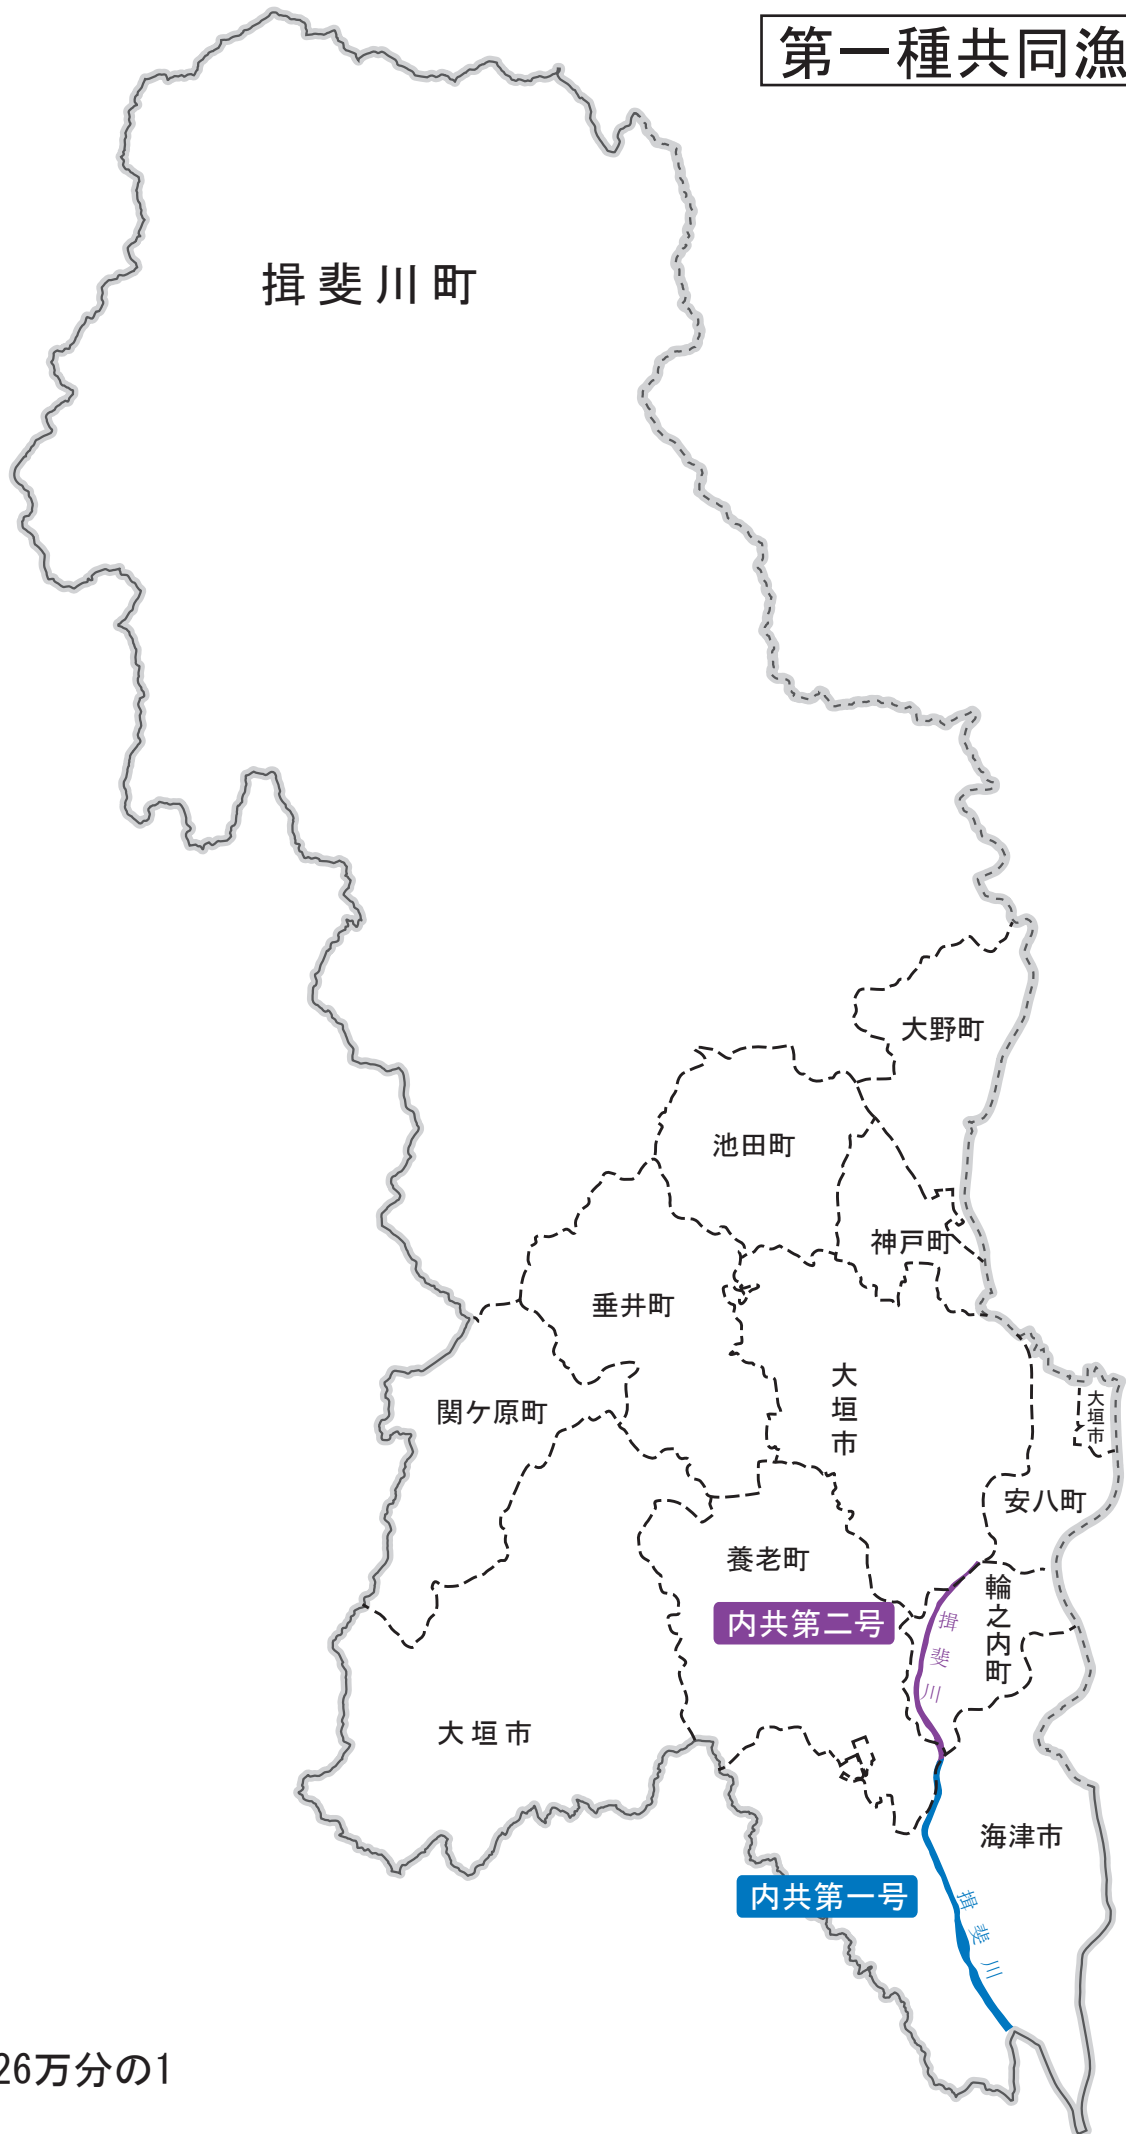 第一種共同漁
揖斐川町
大野町
池田町
神戸町
垂井町
大垣市
大垣市
関ケ原町
安八町
養老町
輪之内町
内共第二号
揖斐川
大垣市
海津市
内共第一号
揖斐川
26万分の1